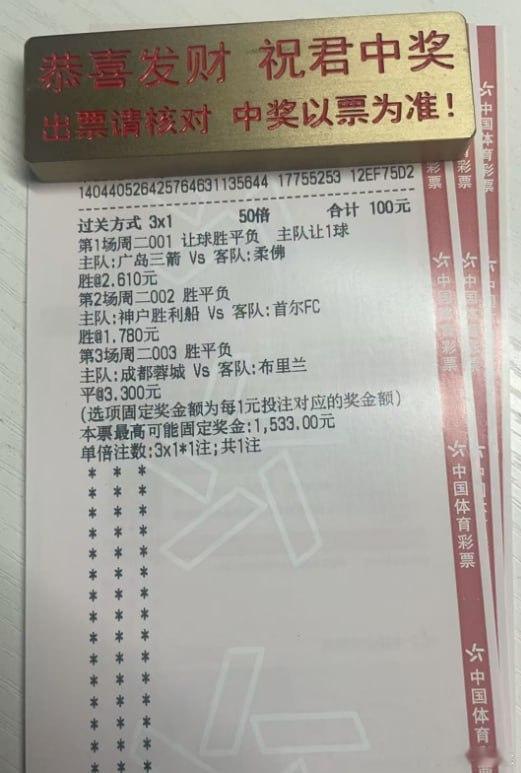 恭喜发财 祝君中奖
出票请核对 中奖以票为准!
140440526425764631135644 17755253 12EF75D2
过关方式 3x1 50倍 合计 100元
第1场周二001 让球胜平负 主队让1球
主队:广岛三箭 Vs 客队:柔佛
胜@2.610元
第2场周二002 胜平负
主队:神户胜利船 Vs 客队:首尔FC
胜@1.780元
第3场周二003 胜平负
主队:成都蓉城 Vs 客队:布里兰
平@3.300元
(选项固定奖金额为每1元投注对应的奖金额)
本票最高可能固定奖金:1,533.00元
单倍注数:3x1*1注;共1注
中国体育彩票
中国体育彩票
中国体育彩票
中国体育